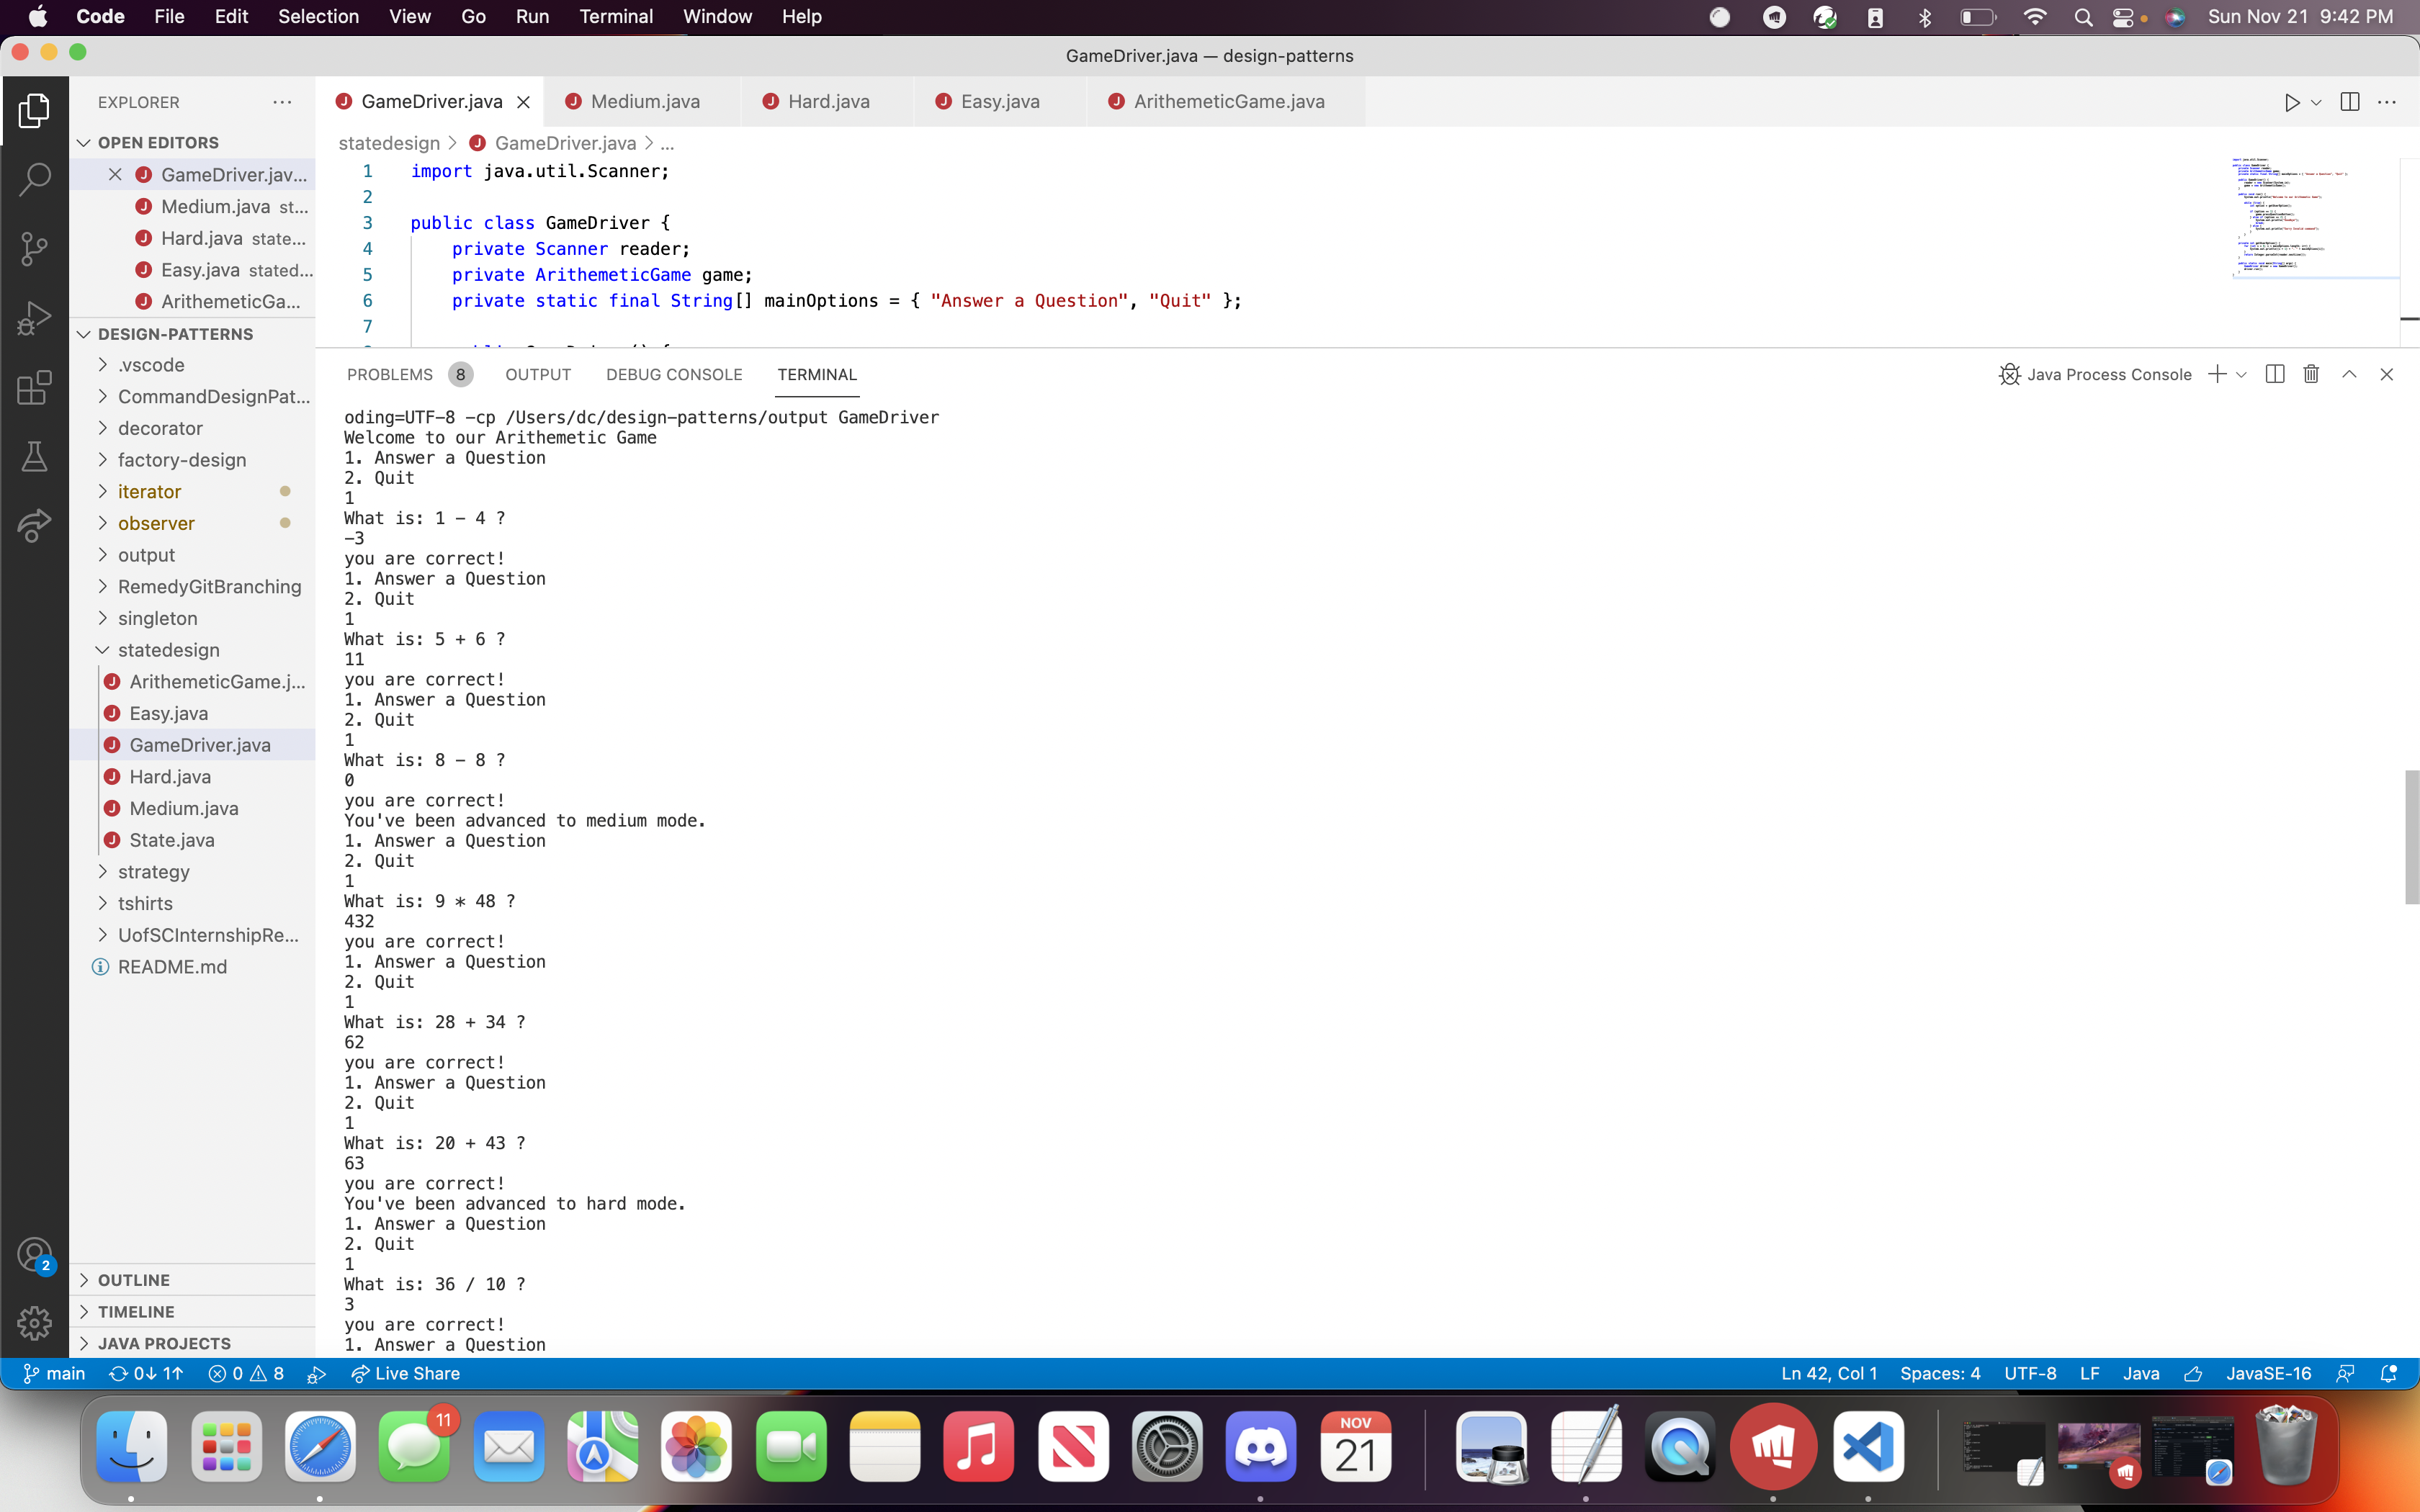 Code File Edit Selection View Go Run Terminal Window Help Sun Nov 21 9:42 PM
GameDriver.java — design-patterns
EXPLORER
OPEN EDITORS
GameDriver.jav...
Medium.java st...
Hard.java state...
Easy.java stated...
ArithemeticGa...
DESIGN-PATTERNS
.vscode
CommandDesignPat...
decorator
factory-design
iterator
observer
output
RemedyGitBranching
singleton
statedesign
ArithemeticGame.j...
Easy.java
GameDriver.java
Hard.java
Medium.java
State.java
strategy
tshirts
UofSCInternshipRe...
README.md
OUTLINE
TIMELINE
JAVA PROJECTS
2
GameDriver.java Medium.java Hard.java Easy.java ArithemeticGame.java
statedesign > GameDriver.java > ...
1 import java.util.Scanner;
2
3 public class GameDriver {
4 private Scanner reader;
5 private ArithemeticGame game;
6 private static final String[] mainOptions = { "Answer a Question", "Quit" };
7
PROBLEMS 8 OUTPUT DEBUG CONSOLE TERMINAL Java Process Console
oding=UTF-8 -cp /Users/dc/design-patterns/output GameDriver
Welcome to our Arithemetic Game
1. Answer a Question
2. Quit
1
What is: 1 - 4 ?
-3
you are correct!
1. Answer a Question
2. Quit
1
What is: 5 + 6 ?
11
you are correct!
1. Answer a Question
2. Quit
1
What is: 8 - 8 ?
0
you are correct!
You've been advanced to medium mode.
1. Answer a Question
2. Quit
1
What is: 9 * 48 ?
432
you are correct!
1. Answer a Question
2. Quit
1
What is: 28 + 34 ?
62
you are correct!
1. Answer a Question
2. Quit
1
What is: 20 + 43 ?
63
you are correct!
You've been advanced to hard mode.
1. Answer a Question
2. Quit
1
What is: 36 / 10 ?
3
you are correct!
1. Answer a Question
main 0↓ 1↑ 0 8 Live Share Ln 42, Col 1 Spaces: 4 UTF-8 LF Java JavaSE-16
11
NOV
21